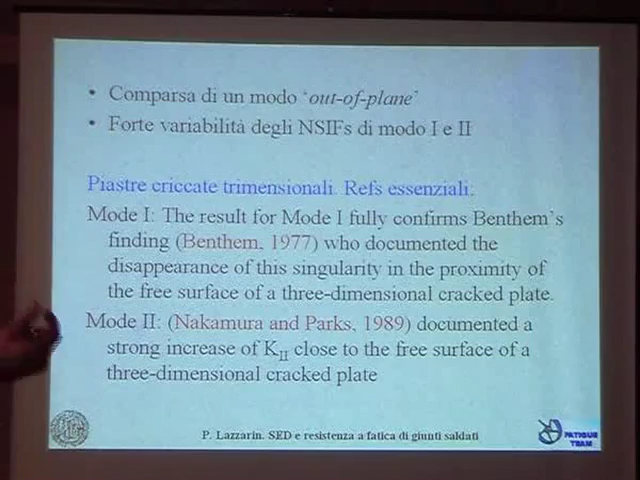 • Comparsa di un modo ‘out-of-plane’
• Forte variabilità degli NSIFs di modo I e II
Piastre criccate trimensionali. Refs essenziali.
Mode I: The result for Mode I fully confirms Benthem’s
finding (Benthem, 1977) who documented the
disappearance of this singularity in the proximity of
the free surface of a three-dimensional cracked plate.
Mode II: (Nakamura and Parks, 1989) documented a
strong increase of KII close to the free surface of a
three-dimensional cracked plate
P. Lazzarin. SED e resistenza a fatica di giunti saldati
FATIGUE
TEAM